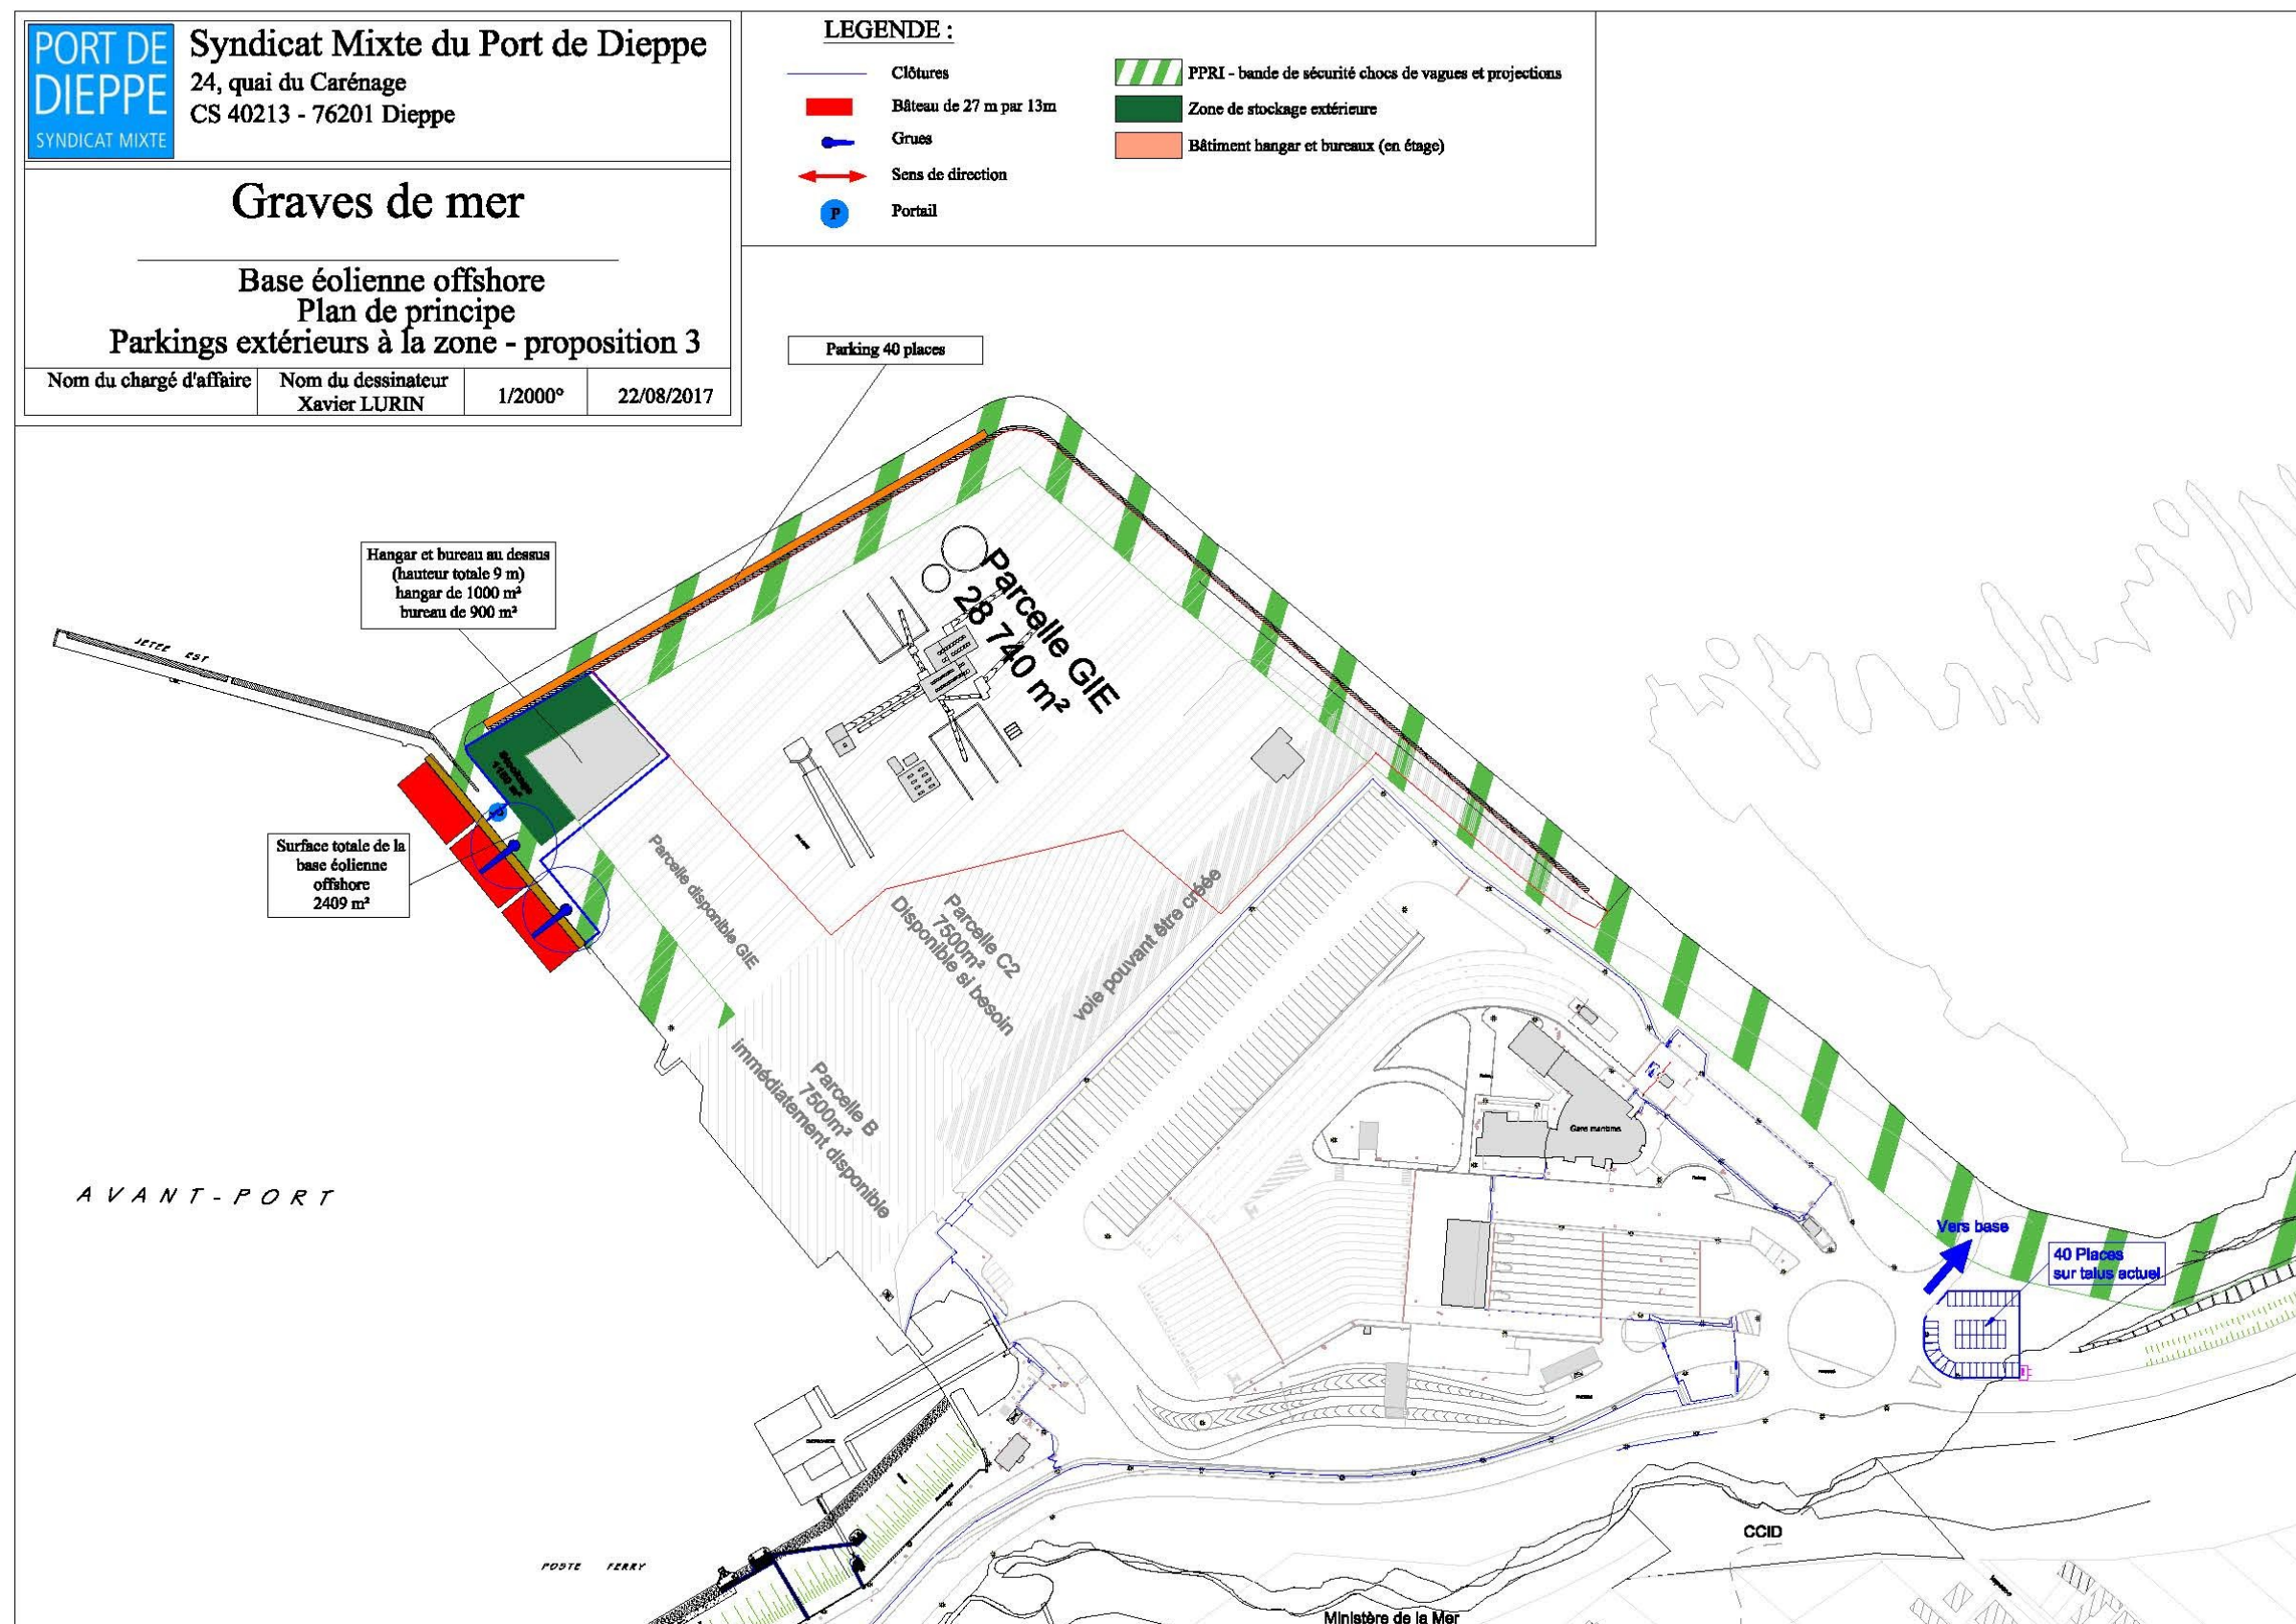 PORT DE
DIEPPE
SYNDICAT MIXTE
Syndicat Mixte du Port de Dieppe
24, quai du Carénage
CS 40213 - 76201 Dieppe
Graves de mer
Base éolienne offshore
Plan de principe
Parkings extérieurs à la zone - proposition 3
Nom du chargé d'affaire
Nom du dessinateur
Xavier LURIN
1/2000°
22/08/2017
LEGENDE :
Clôtures
Bâteau de 27 m par 13m
Grues
Sens de direction
P
Portail
PPRI - bande de sécurité chocs de vagues et projections
Zone de stockage extérieure
Bâtiment hangar et bureaux (en étage)
Parking 40 places
Hangar et bureau au dessus
(hauteur totale 9 m)
hangar de 1000 m²
bureau de 900 m²
JETEE EST
Parcelle GIE
28 740 m²
Stockage
1150 m²
P
Surface totale de la
base éolienne
offshore
2409 m²
Parcelle disponible GIE
Parcelle C2
7500m²
Disponible si besoin
voie pouvant être créée
Parcelle B
7500m²
immédiatement disponible
Gare maritime
AVANT-PORT
Vers base
40 Places
sur talus actuel
POSTE FERRY
CCID
Ministère de la Mer